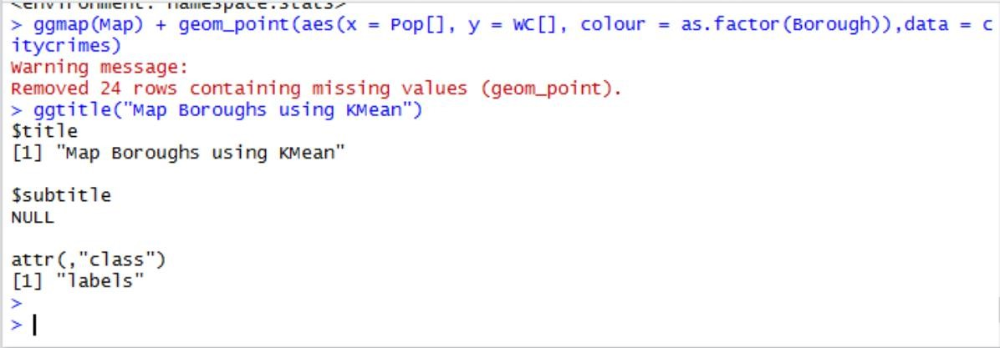 <environment: namespace:stats>
> ggmap(Map) + geom_point(aes(x = Pop[], y = WC[], colour = as.factor(Borough)),data = c
itycrimes)
Warning message:
Removed 24 rows containing missing values (geom_point).
> ggtitle("Map Boroughs using KMean")
$title
[1] "Map Boroughs using KMean"
$subtitle
NULL
attr(,"class")
[1] "labels"
>
>